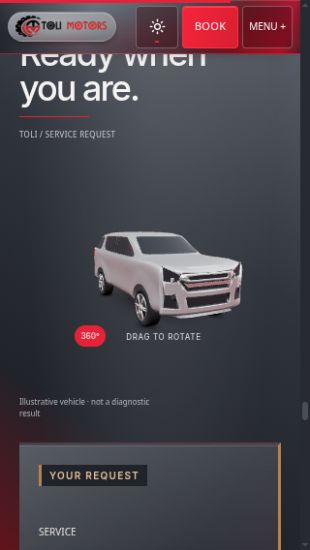 TOLI MOTORS
BOOK
MENU +
Ready when
you are.
TOLI / SERVICE REQUEST
360°
DRAG TO ROTATE
Illustrative vehicle · not a diagnostic
result
YOUR REQUEST
SERVICE